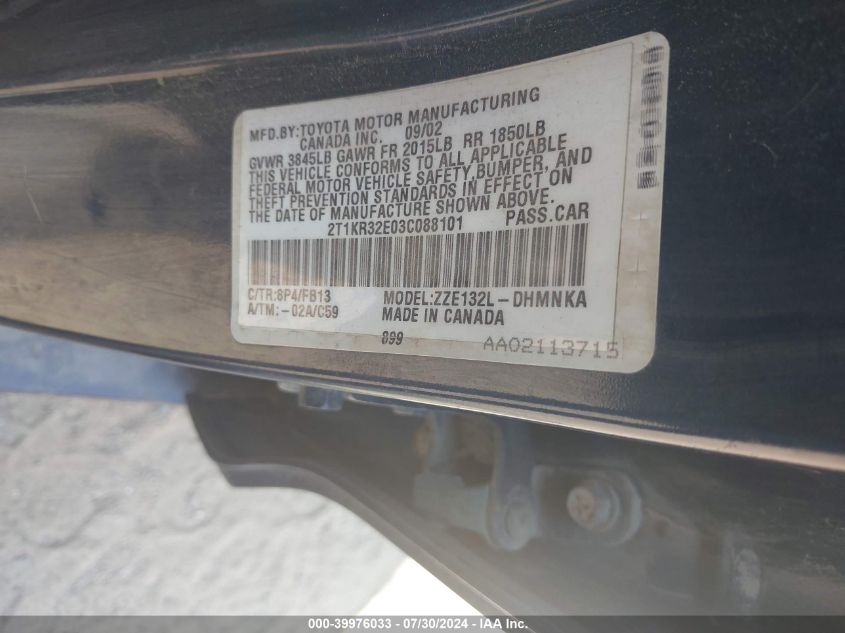 MFD.BY:TOYOTA MOTOR MANUFACTURING
CANADA INC. 09/02
GVWR 3845LB GAWR FR 2015LB RR 1850LB
THIS VEHICLE CONFORMS TO ALL APPLICABLE
FEDERAL MOTOR VEHICLE SAFETY,BUMPER, AND
THEFT PREVENTION STANDARDS IN EFFECT ON
THE DATE OF MANUFACTURE SHOWN ABOVE.
2T1KR32E03C088101 PASS.CAR
C/TR:8P4/FB13 MODEL:ZZE132L-DHMNKA
A/TM:-02A/C59 MADE IN CANADA
899 AA02113715
000-39976033 - 07/30/2024 - IAA Inc.